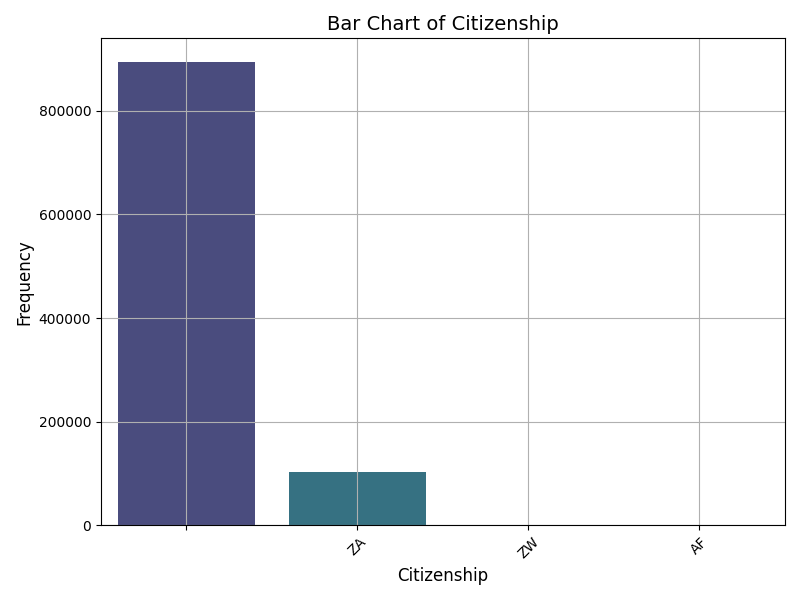 Bar Chart of Citizenship
800000
600000
400000
200000
0
Frequency
ZA
ZW
AF
Citizenship